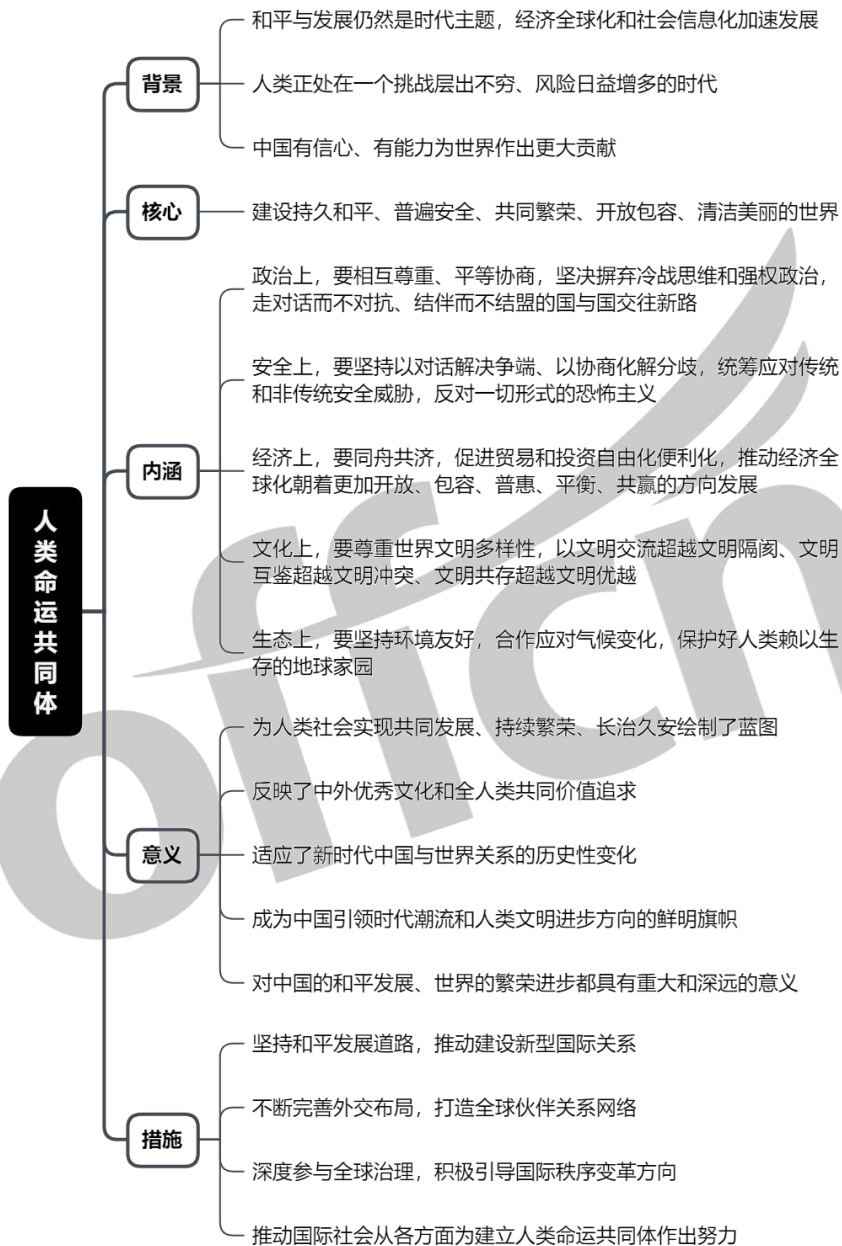 人类命运共同体
背景
和平与发展仍然是时代主题，经济全球化和社会信息化加速发展
人类正处在一个挑战层出不穷、风险日益增多的时代
中国有信心、有能力为世界作出更大贡献
核心
建设持久和平、普遍安全、共同繁荣、开放包容、清洁美丽的世界
内涵
政治上，要相互尊重、平等协商，坚决摒弃冷战思维和强权政治，
走对话而不对抗、结伴而不结盟的国与国交往新路
安全上，要坚持以对话解决争端、以协商化解分歧，统筹应对传统
和非传统安全威胁，反对一切形式的恐怖主义
经济上，要同舟共济，促进贸易和投资自由化便利化，推动经济全
球化朝着更加开放、包容、普惠、平衡、共赢的方向发展
文化上，要尊重世界文明多样性，以文明交流超越文明隔阂、文明
互鉴超越文明冲突、文明共存超越文明优越
生态上，要坚持环境友好，合作应对气候变化，保护好人类赖以生
存的地球家园
意义
为人类社会实现共同发展、持续繁荣、长治久安绘制了蓝图
反映了中外优秀文化和全人类共同价值追求
适应了新时代中国与世界关系的历史性变化
成为中国引领时代潮流和人类文明进步方向的鲜明旗帜
对中国的和平发展、世界的繁荣进步都具有重大和深远的意义
措施
坚持和平发展道路，推动建设新型国际关系
不断完善外交布局，打造全球伙伴关系网络
深度参与全球治理，积极引导国际秩序变革方向
推动国际社会从各方面为建立人类命运共同体作出努力
offcn